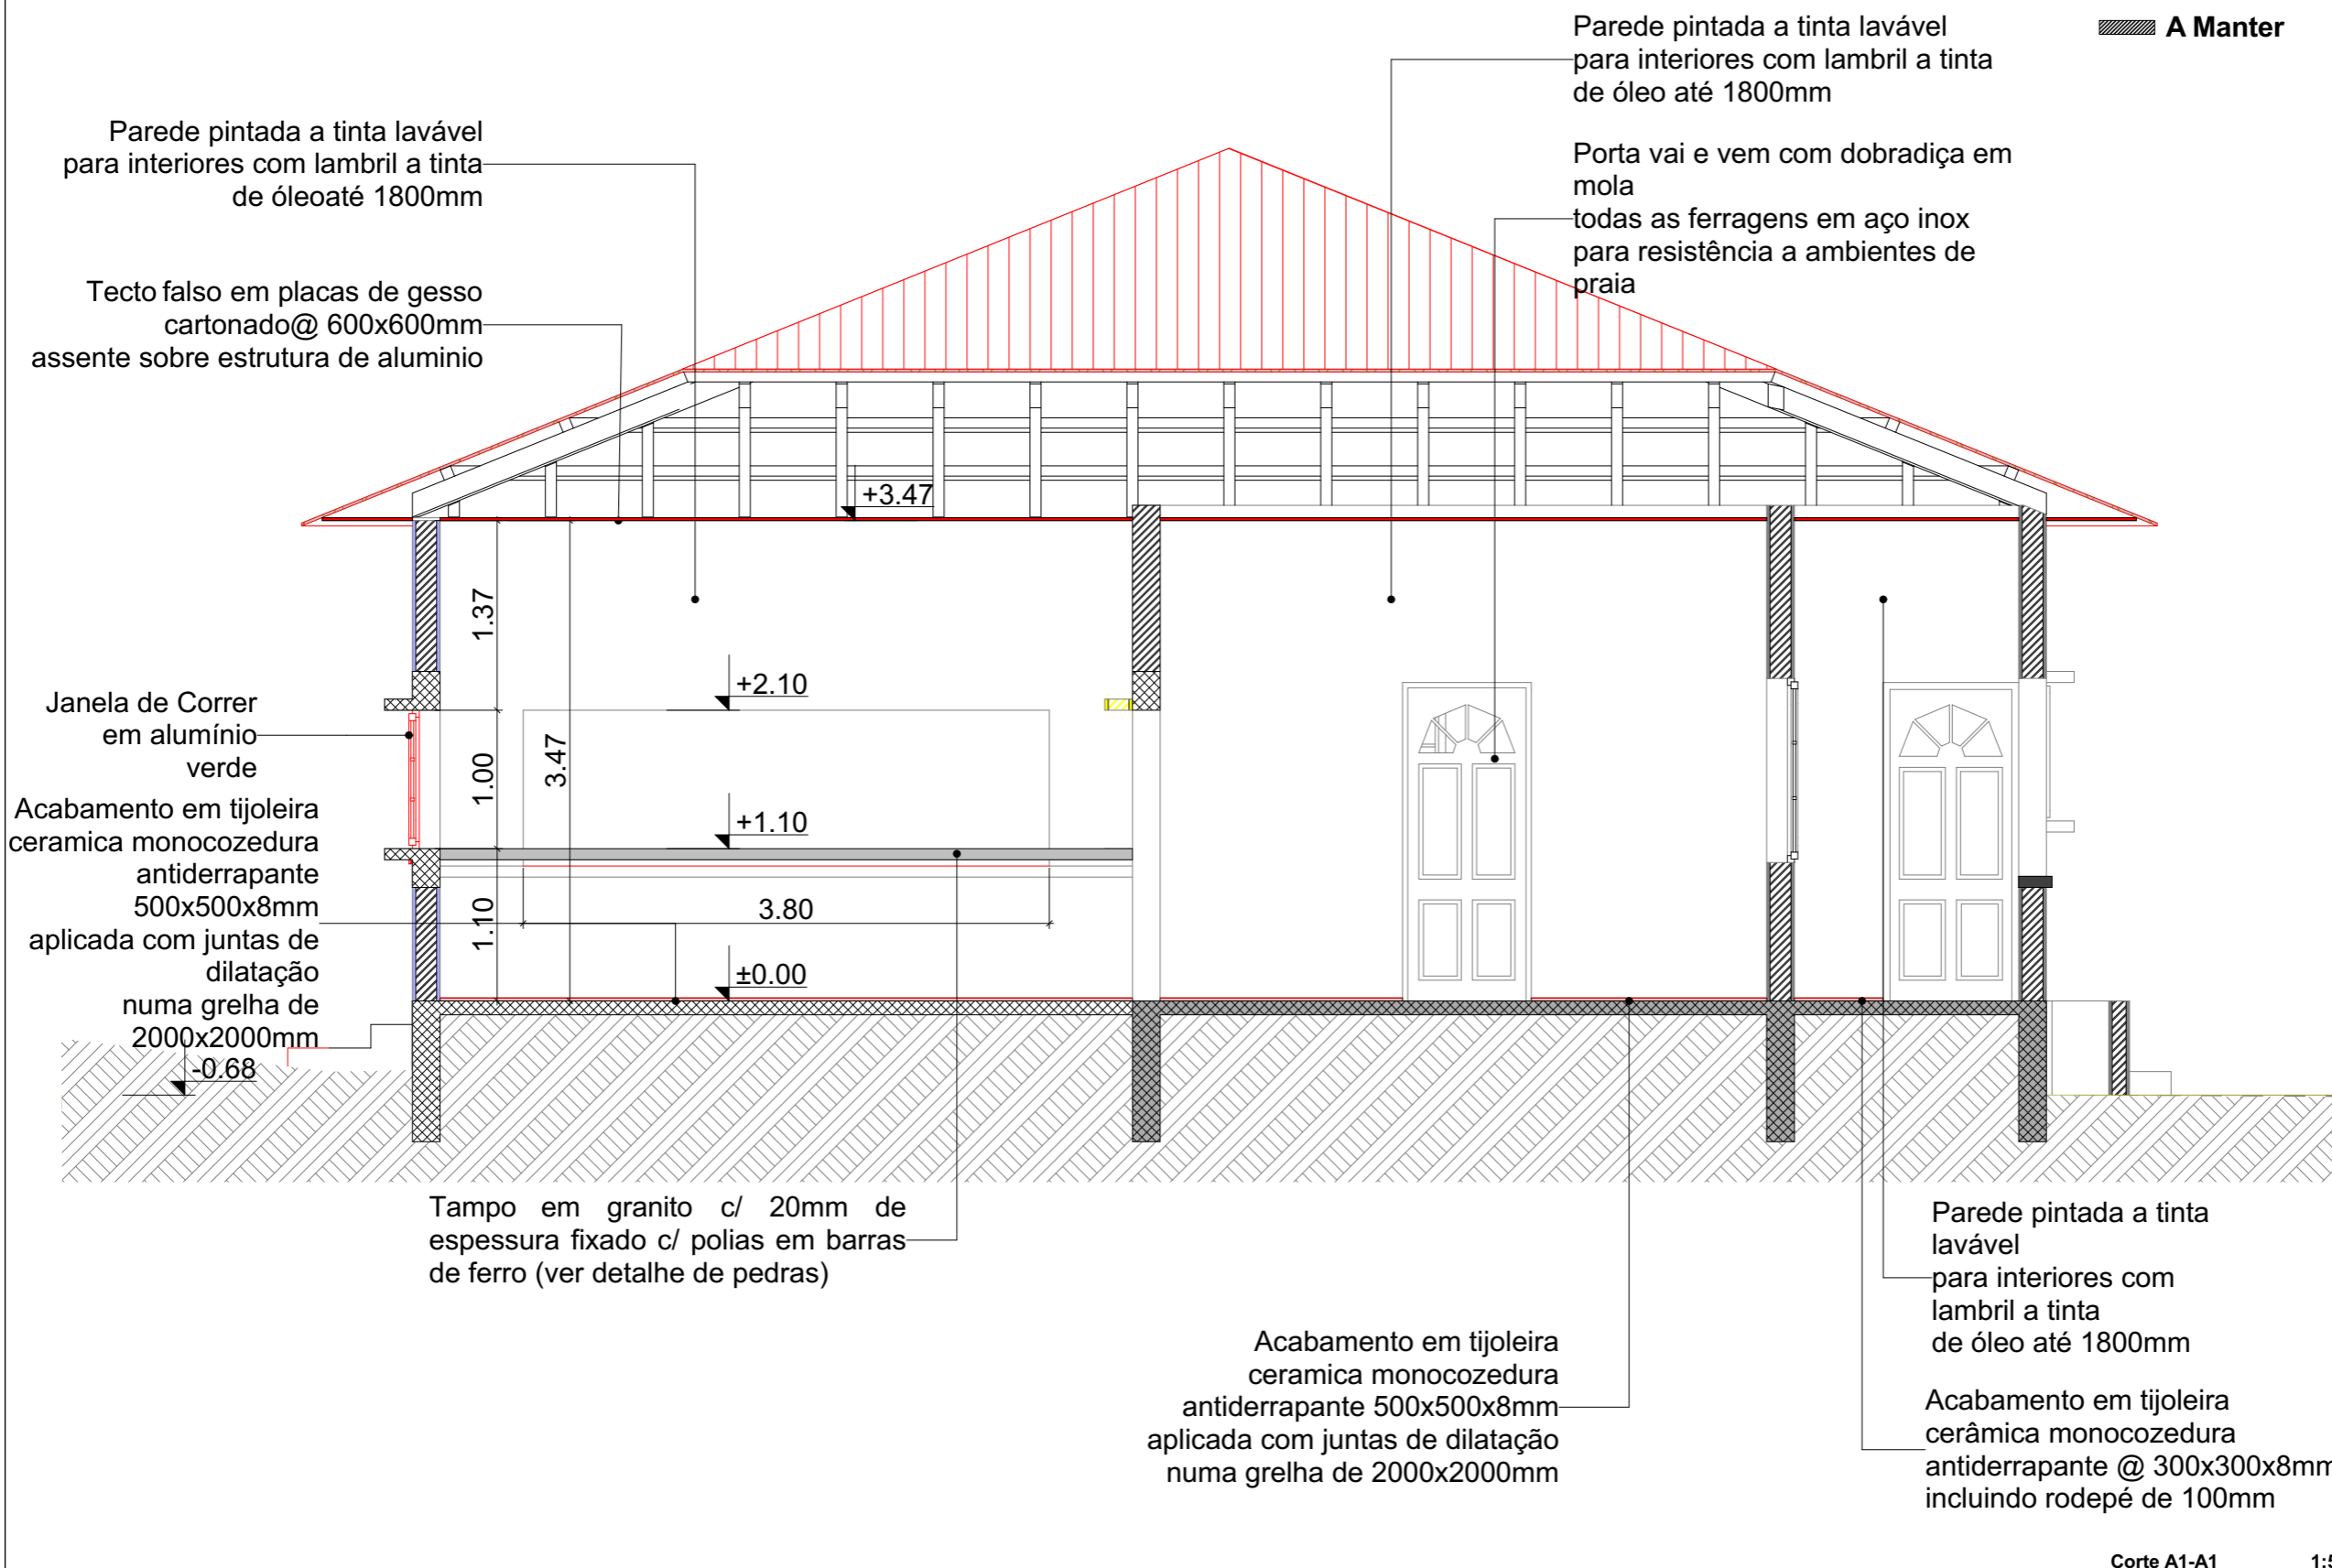 A Manter
Parede pintada a tinta lavável
para interiores com lambril a tinta
de óleo até 1800mm
Parede pintada a tinta lavável
para interiores com lambril a tinta
de óleoaté 1800mm
Porta vai e vem com dobradiça em
mola
todas as ferragens em aço inox
para resistência a ambientes de
praia
Tecto falso em placas de gesso
cartonado@ 600x600mm
assente sobre estrutura de aluminio
+3.47
1.37
+2.10
Janela de Correr
em alumínio
verde
1.00
3.47
+1.10
Acabamento em tijoleira
ceramica monocozedura
antiderrapante
500x500x8mm
aplicada com juntas de
dilatação
numa grelha de
2000x2000mm
1.10
3.80
±0.00
-0.68
Tampo em granito c/ 20mm de
espessura fixado c/ polias em barras
de ferro (ver detalhe de pedras)
Parede pintada a tinta
lavável
para interiores com
lambril a tinta
de óleo até 1800mm
Acabamento em tijoleira
ceramica monocozedura
antiderrapante 500x500x8mm
aplicada com juntas de dilatação
numa grelha de 2000x2000mm
Acabamento em tijoleira
cerâmica monocozedura
antiderrapante @ 300x300x8mm
incluindo rodepé de 100mm
Corte A1-A1